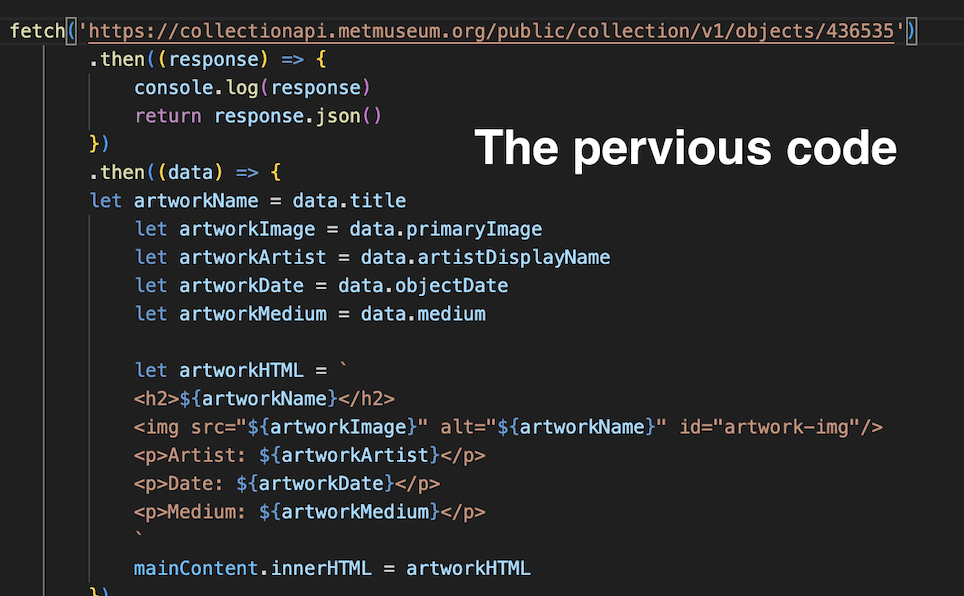 fetch('https://collectionapi.metmuseum.org/public/collection/v1/objects/436535')
.then((response) => {
console.log(response)
return response.json()
})
The pervious code
.then((data) => {
let artworkName = data.title
let artworkImage = data.primaryImage
let artworkArtist = data.artistDisplayName
let artworkDate = data.objectDate
let artworkMedium = data.medium
let artworkHTML = `
<h2>${artworkName}</h2>
<img src="${artworkImage}" alt="${artworkName}" id="artwork-img"/>
<p>Artist: ${artworkArtist}</p>
<p>Date: ${artworkDate}</p>
<p>Medium: ${artworkMedium}</p>
`
mainContent.innerHTML = artworkHTML
})